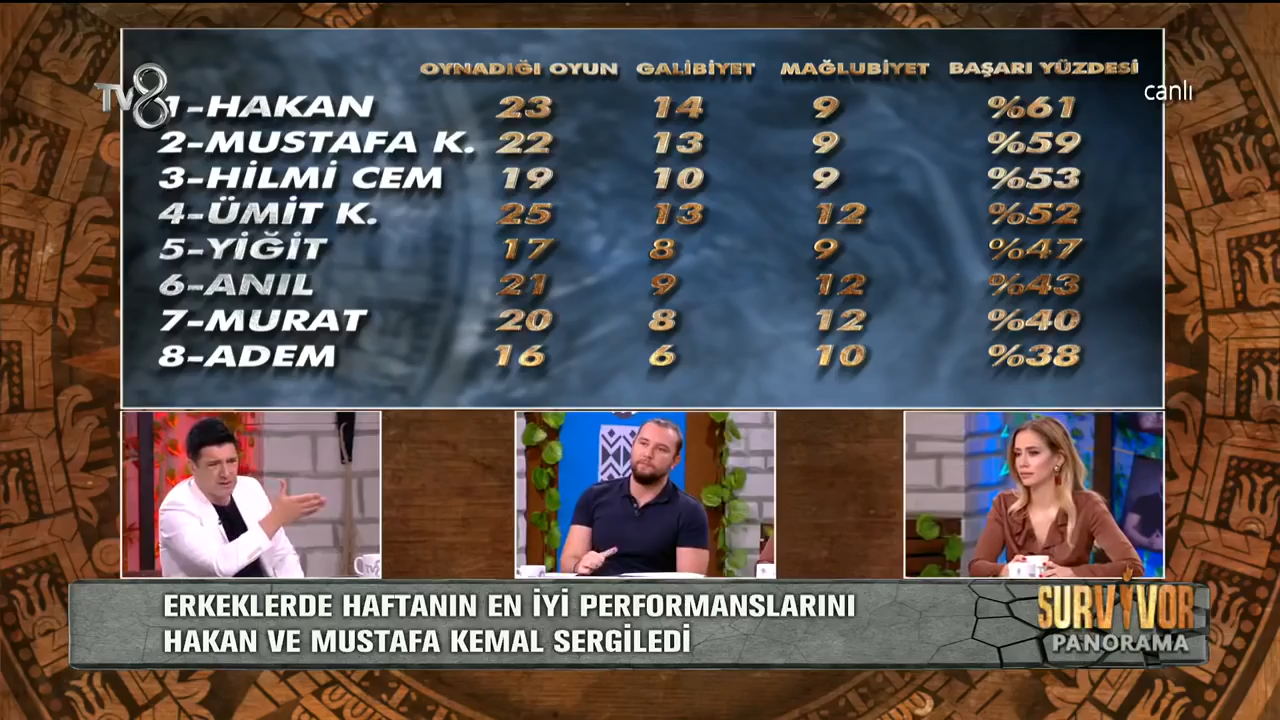 OYNADIĞI OYUN GALİBİYET MAĞLUBİYET BAŞARI YÜZDESİ
TV8
canlı
1-HAKAN 23 14 9 %61
2-MUSTAFA K. 22 13 9 %59
3-HİLMİ CEM 19 10 9 %53
4-ÜMİT K. 25 13 12 %52
5-YİĞİT 17 8 9 %47
6-ANIL 21 9 12 %43
7-MURAT 20 8 12 %40
8-ADEM 16 6 10 %38
TV8
ERKEKLERDE HAFTANIN EN İYİ PERFORMANSLARINI
HAKAN VE MUSTAFA KEMAL SERGİLEDİ
SURVIVOR
PANORAMA